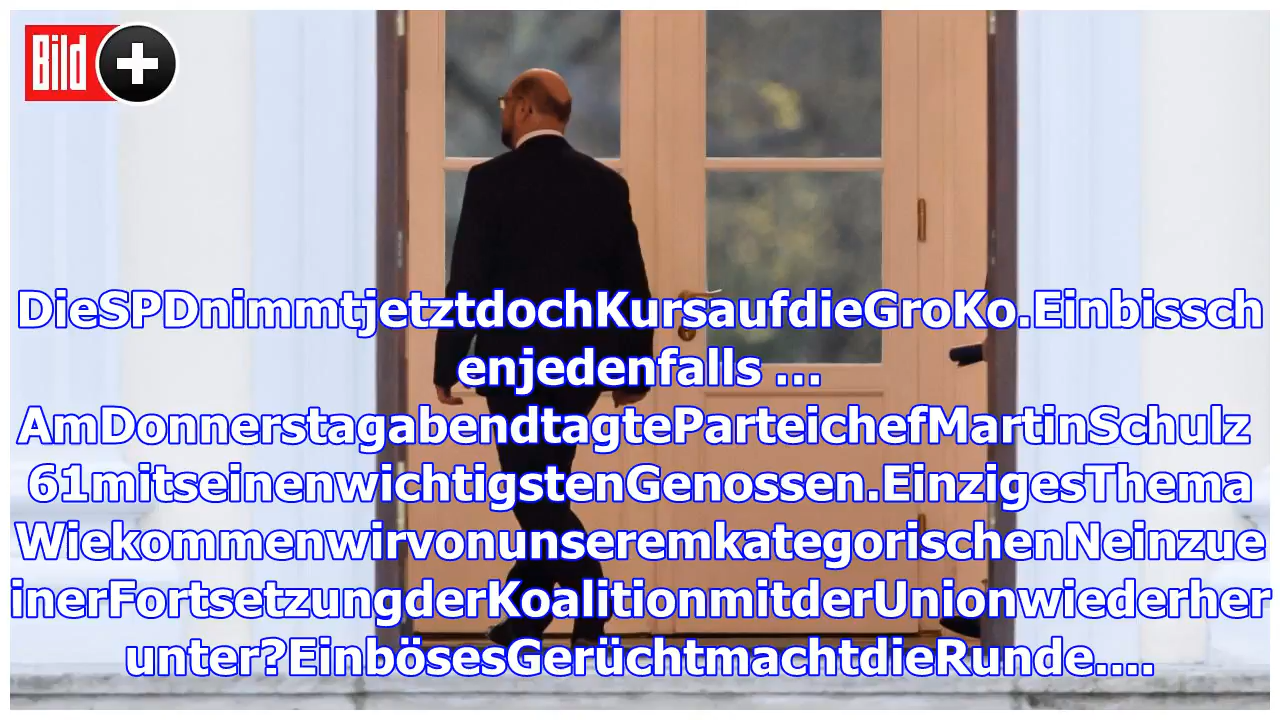 Bild +
DieSPDnimmtjetztdochKursaufdieGroKo.Einbissch
enjedenfalls ...
AmDonnerstagabendtagteParteichefMartinSchulz
61mitseinenwichtigstenGenossen.EinzigesThema
WiekommenwirvonunseremkategorischenNeinzue
inerFortsetzungderKoalitionmitderUnionwiederher
unter?EinbösesGerüchtmachtdieRunde....